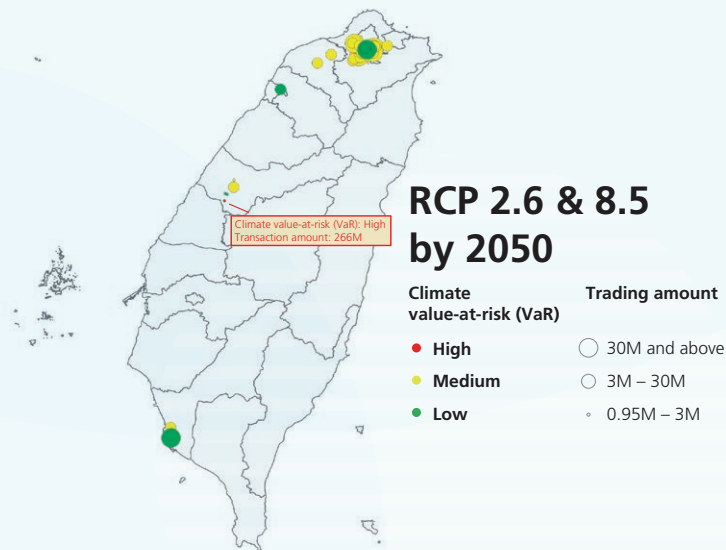 RCP 2.6 & 8.5
by 2050
Climate value-at-risk (VaR): High
Transaction amount: 266M
Climate
value-at-risk (VaR)
High
Medium
Low
Trading amount
30M and above
3M – 30M
0.95M – 3M